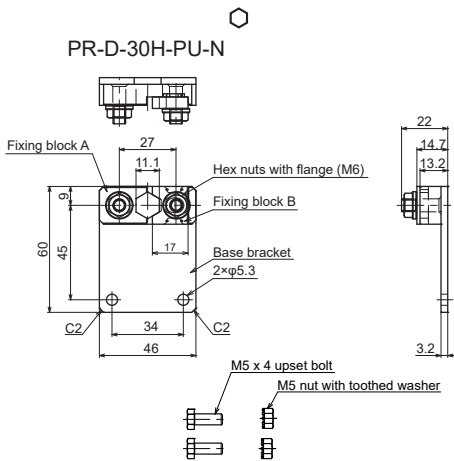 PR-D-30H-PU-N
27
11.1
Fixing block A
Hex nuts with flange (M6)
Fixing block B
9
45
60
17
Base bracket
2×φ5.3
C2
34
C2
46
22
14.7
13.2
3.2
M5 x 4 upset bolt
M5 nut with toothed washer